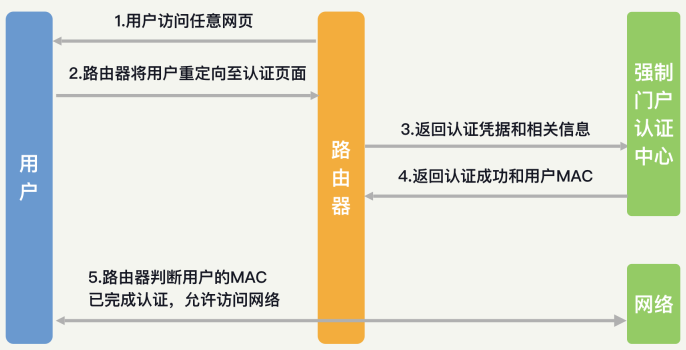 1.用户访问任意网页
2.路由器将用户重定向至认证页面
3.返回认证凭据和相关信息
4.返回认证成功和用户MAC
5.路由器判断用户的MAC
已完成认证，允许访问网络
用户
路由器
强制
门户
认证
中心
网络